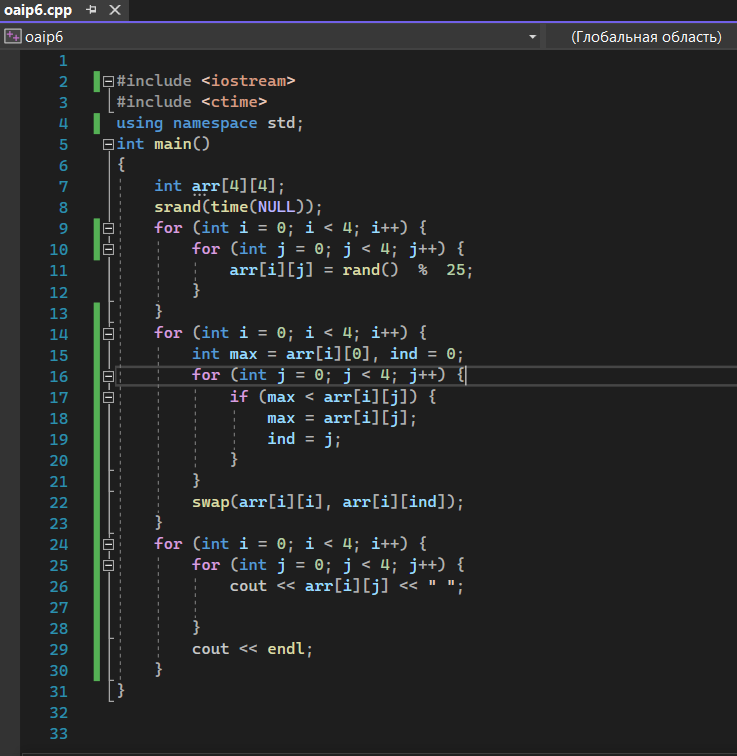 oaip6.cpp
oaip6 (Глобальная область)
1
2 #include <iostream>
3 #include <ctime>
4 using namespace std;
5 int main()
6 {
7 int arr[4][4];
8 srand(time(NULL));
9 for (int i = 0; i < 4; i++) {
10 for (int j = 0; j < 4; j++) {
11 arr[i][j] = rand()  %  25;
12 }
13 }
14 for (int i = 0; i < 4; i++) {
15 int max = arr[i][0], ind = 0;
16 for (int j = 0; j < 4; j++) {
17 if (max < arr[i][j]) {
18 max = arr[i][j];
19 ind = j;
20 }
21 }
22 swap(arr[i][i], arr[i][ind]);
23 }
24 for (int i = 0; i < 4; i++) {
25 for (int j = 0; j < 4; j++) {
26 cout << arr[i][j] << " ";
27
28 }
29 cout << endl;
30 }
31 }
32
33